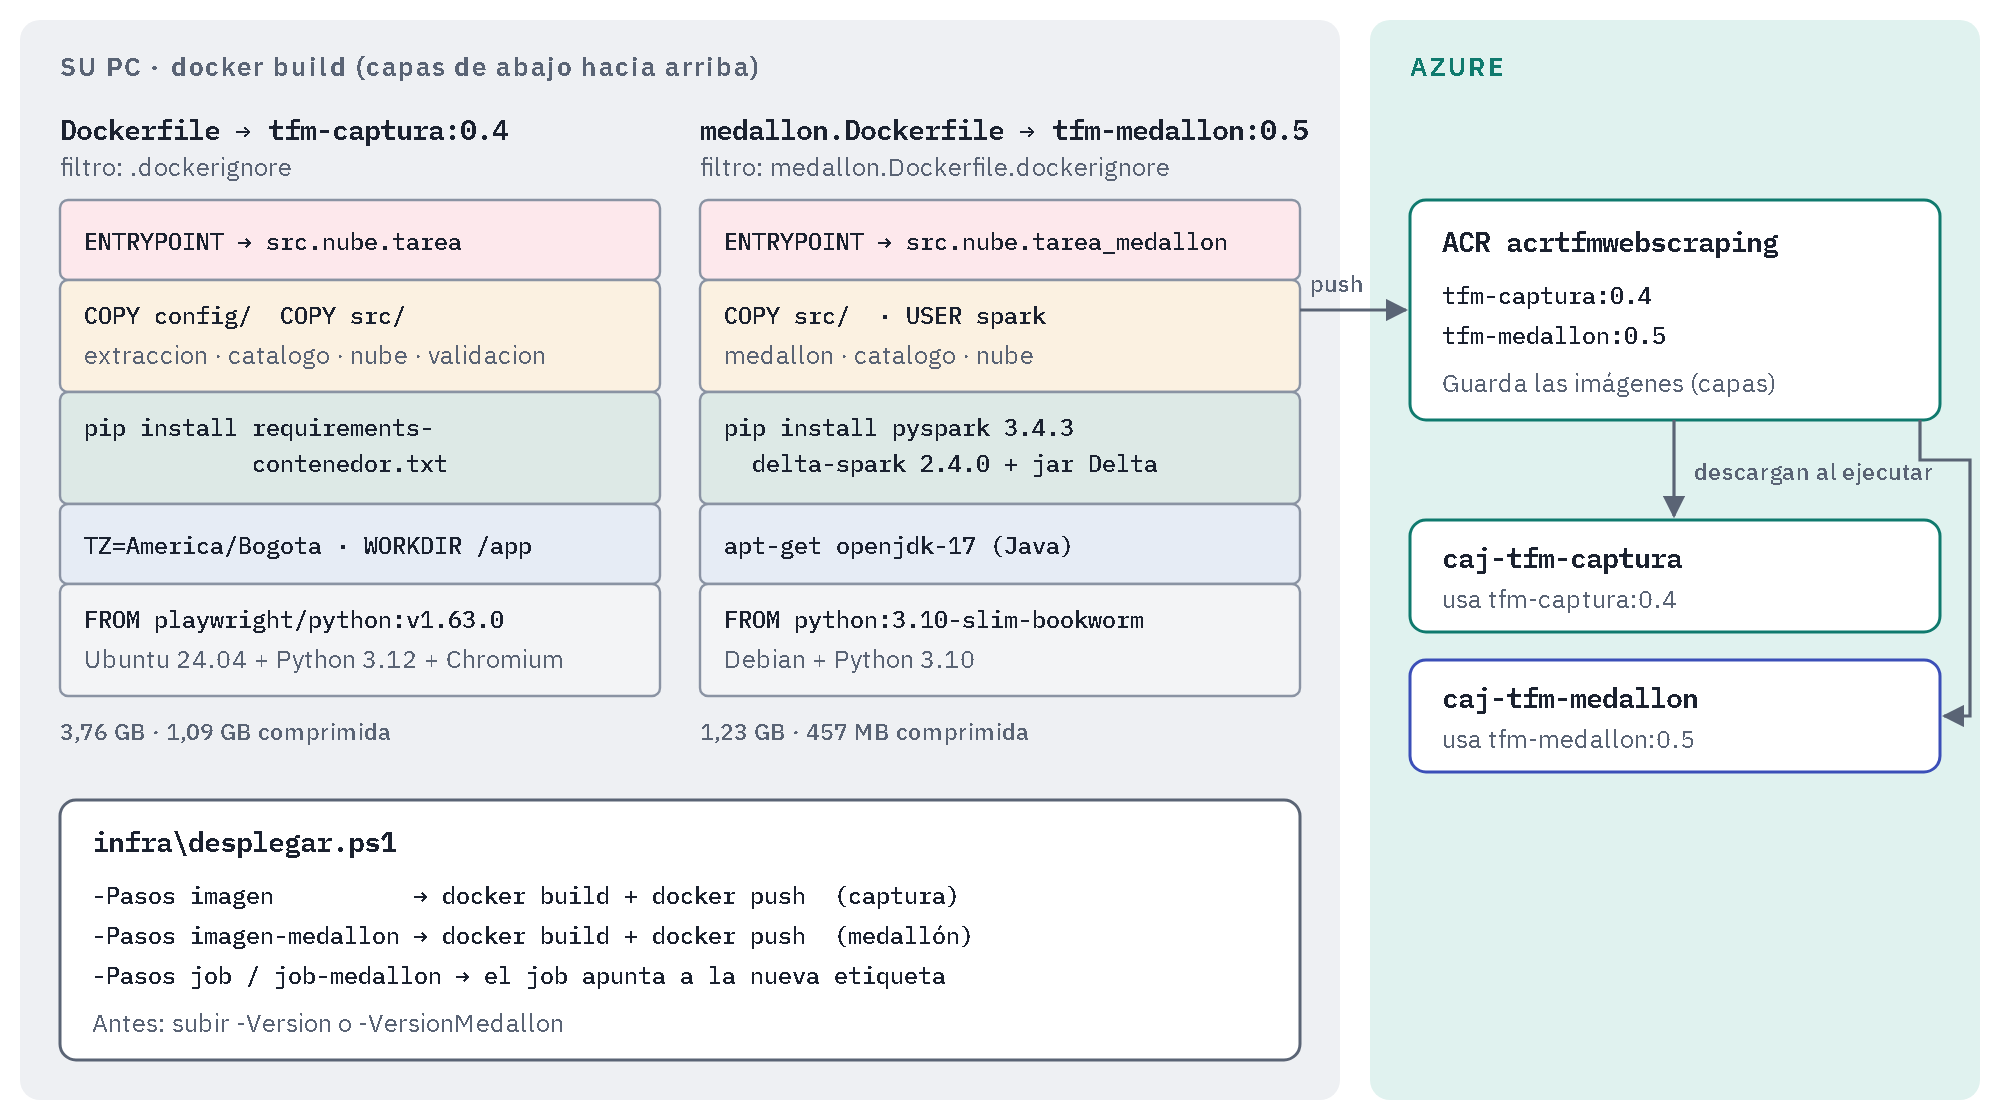 SU PC · docker build (capas de abajo hacia arriba)
Dockerfile → tfm-captura:0.4
filtro: .dockerignore
ENTRYPOINT → src.nube.tarea
COPY config/  COPY src/
extraccion · catalogo · nube · validacion
pip install requirements-
contenedor.txt
TZ=America/Bogota · WORKDIR /app
FROM playwright/python:v1.63.0
Ubuntu 24.04 + Python 3.12 + Chromium
3,76 GB · 1,09 GB comprimida
medallon.Dockerfile → tfm-medallon:0.5
filtro: medallon.Dockerfile.dockerignore
ENTRYPOINT → src.nube.tarea_medallon
COPY src/  · USER spark
medallon · catalogo · nube
pip install pyspark 3.4.3
delta-spark 2.4.0 + jar Delta
apt-get openjdk-17 (Java)
FROM python:3.10-slim-bookworm
Debian + Python 3.10
1,23 GB · 457 MB comprimida
infra\desplegar.ps1
-Pasos imagen          → docker build + docker push  (captura)
-Pasos imagen-medallon → docker build + docker push  (medallón)
-Pasos job / job-medallon → el job apunta a la nueva etiqueta
Antes: subir -Version o -VersionMedallon
push
AZURE
ACR acrtfmwebscraping
tfm-captura:0.4
tfm-medallon:0.5
Guarda las imágenes (capas)
descargan al ejecutar
caj-tfm-captura
usa tfm-captura:0.4
caj-tfm-medallon
usa tfm-medallon:0.5